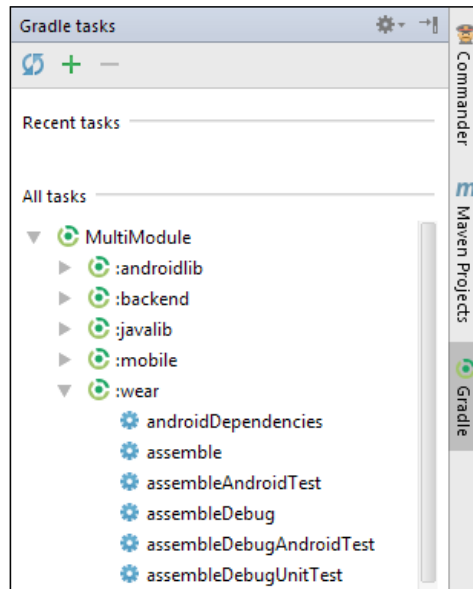 Gradle tasks
Recent tasks
All tasks
MultiModule
:androidlib
:backend
:javalib
:mobile
:wear
androidDependencies
assemble
assembleAndroidTest
assembleDebug
assembleDebugAndroidTest
assembleDebugUnitTest
Commander
m Maven Projects
Gradle